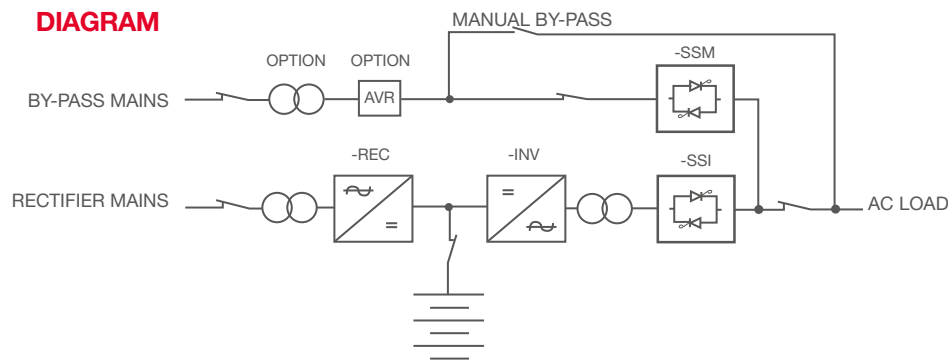 DIAGRAM
MANUAL BY-PASS
OPTION
OPTION
-SSM
BY-PASS MAINS
AVR
-REC
-INV
-SSI
RECTIFIER MAINS
AC LOAD